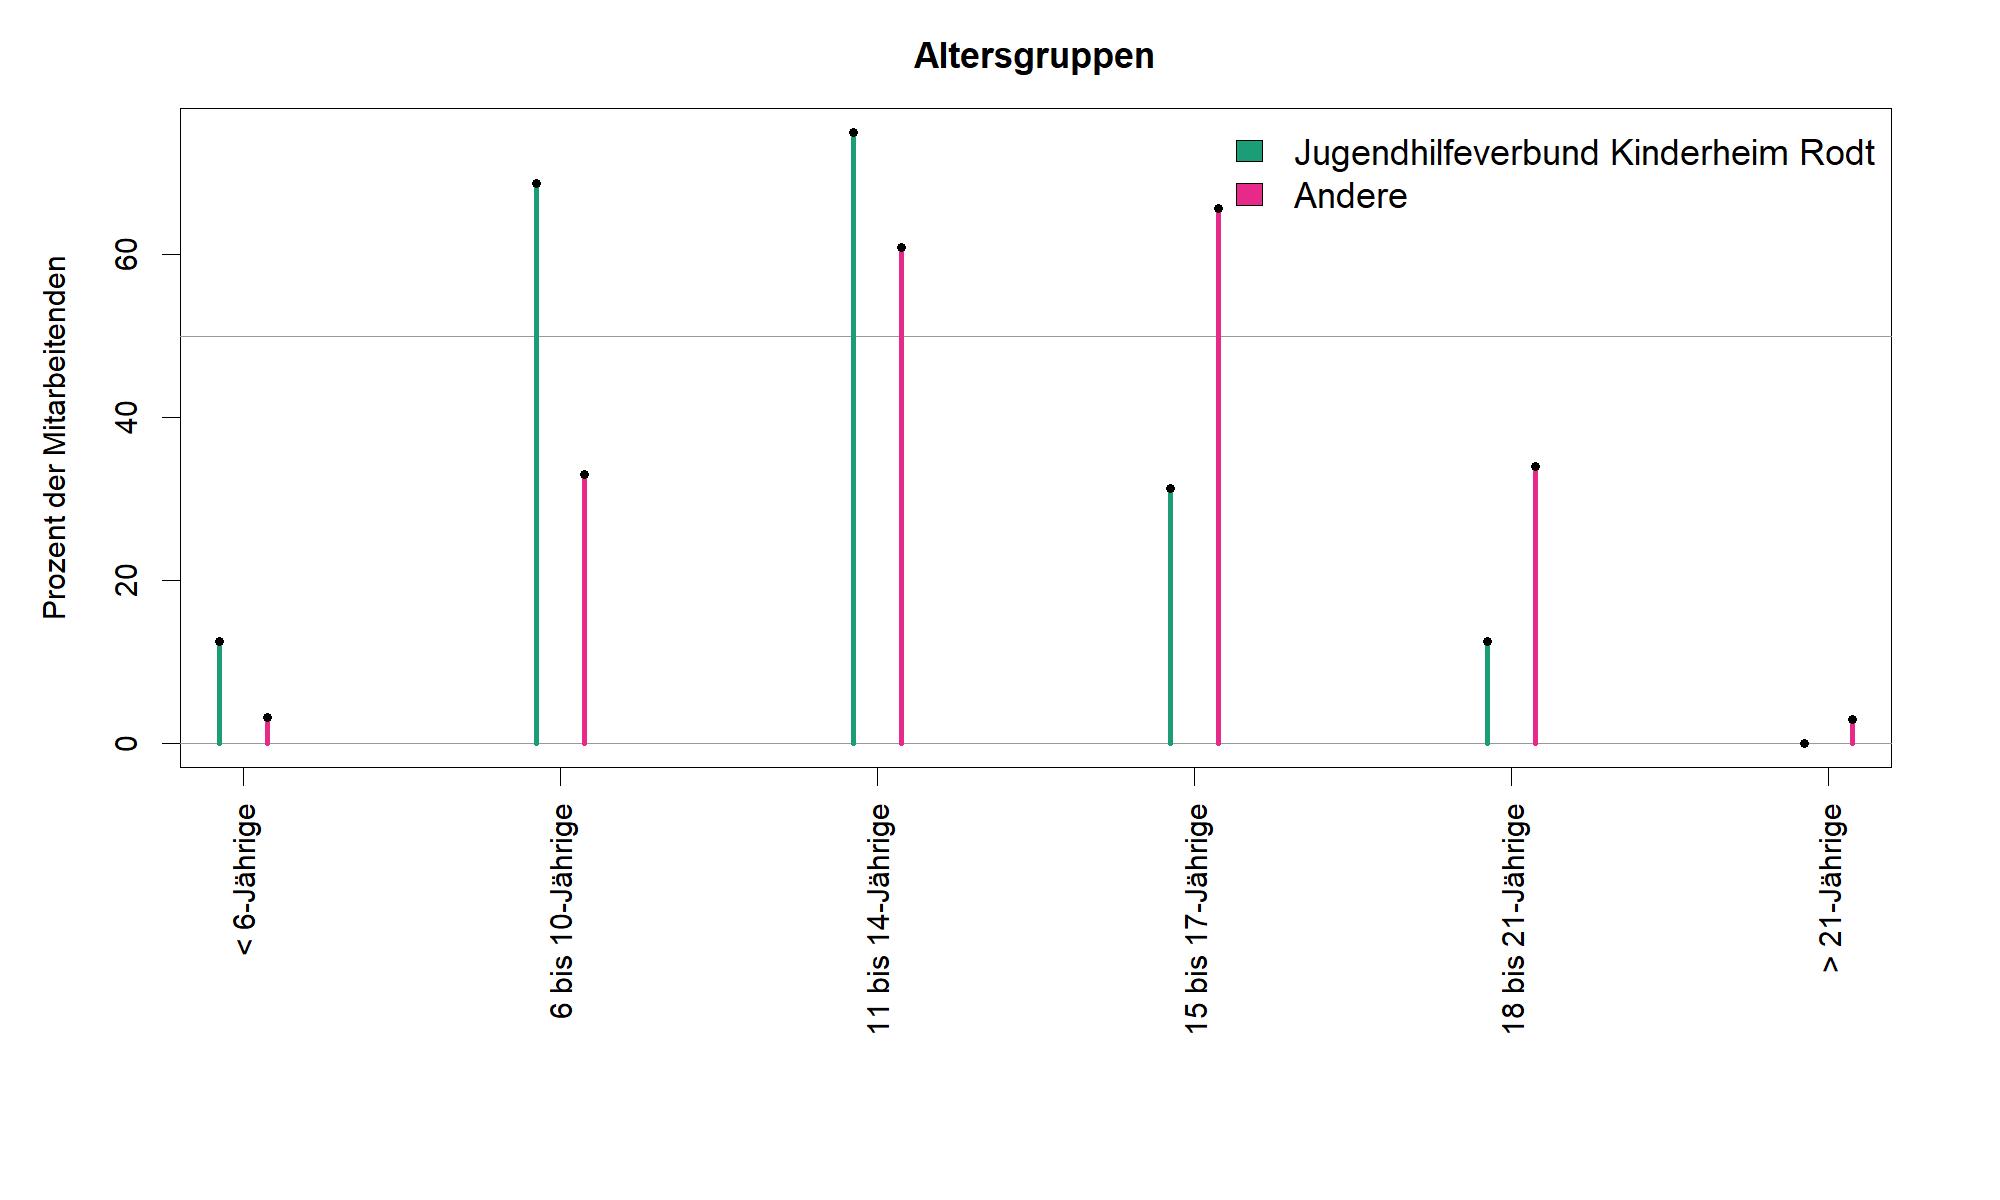 Altersgruppen
Jugendhilfeverbund Kinderheim Rodt
Andere
Prozent der Mitarbeitenden
60
40
20
0
< 6-Jährige
6 bis 10-Jährige
11 bis 14-Jährige
15 bis 17-Jährige
18 bis 21-Jährige
> 21-Jährige